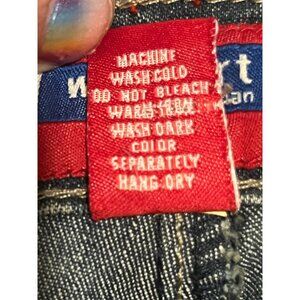 MACHINE
WASH COLD
DO NOT BLEACH
WASH DARK
COLOR
SEPARATELY
HANG DRY